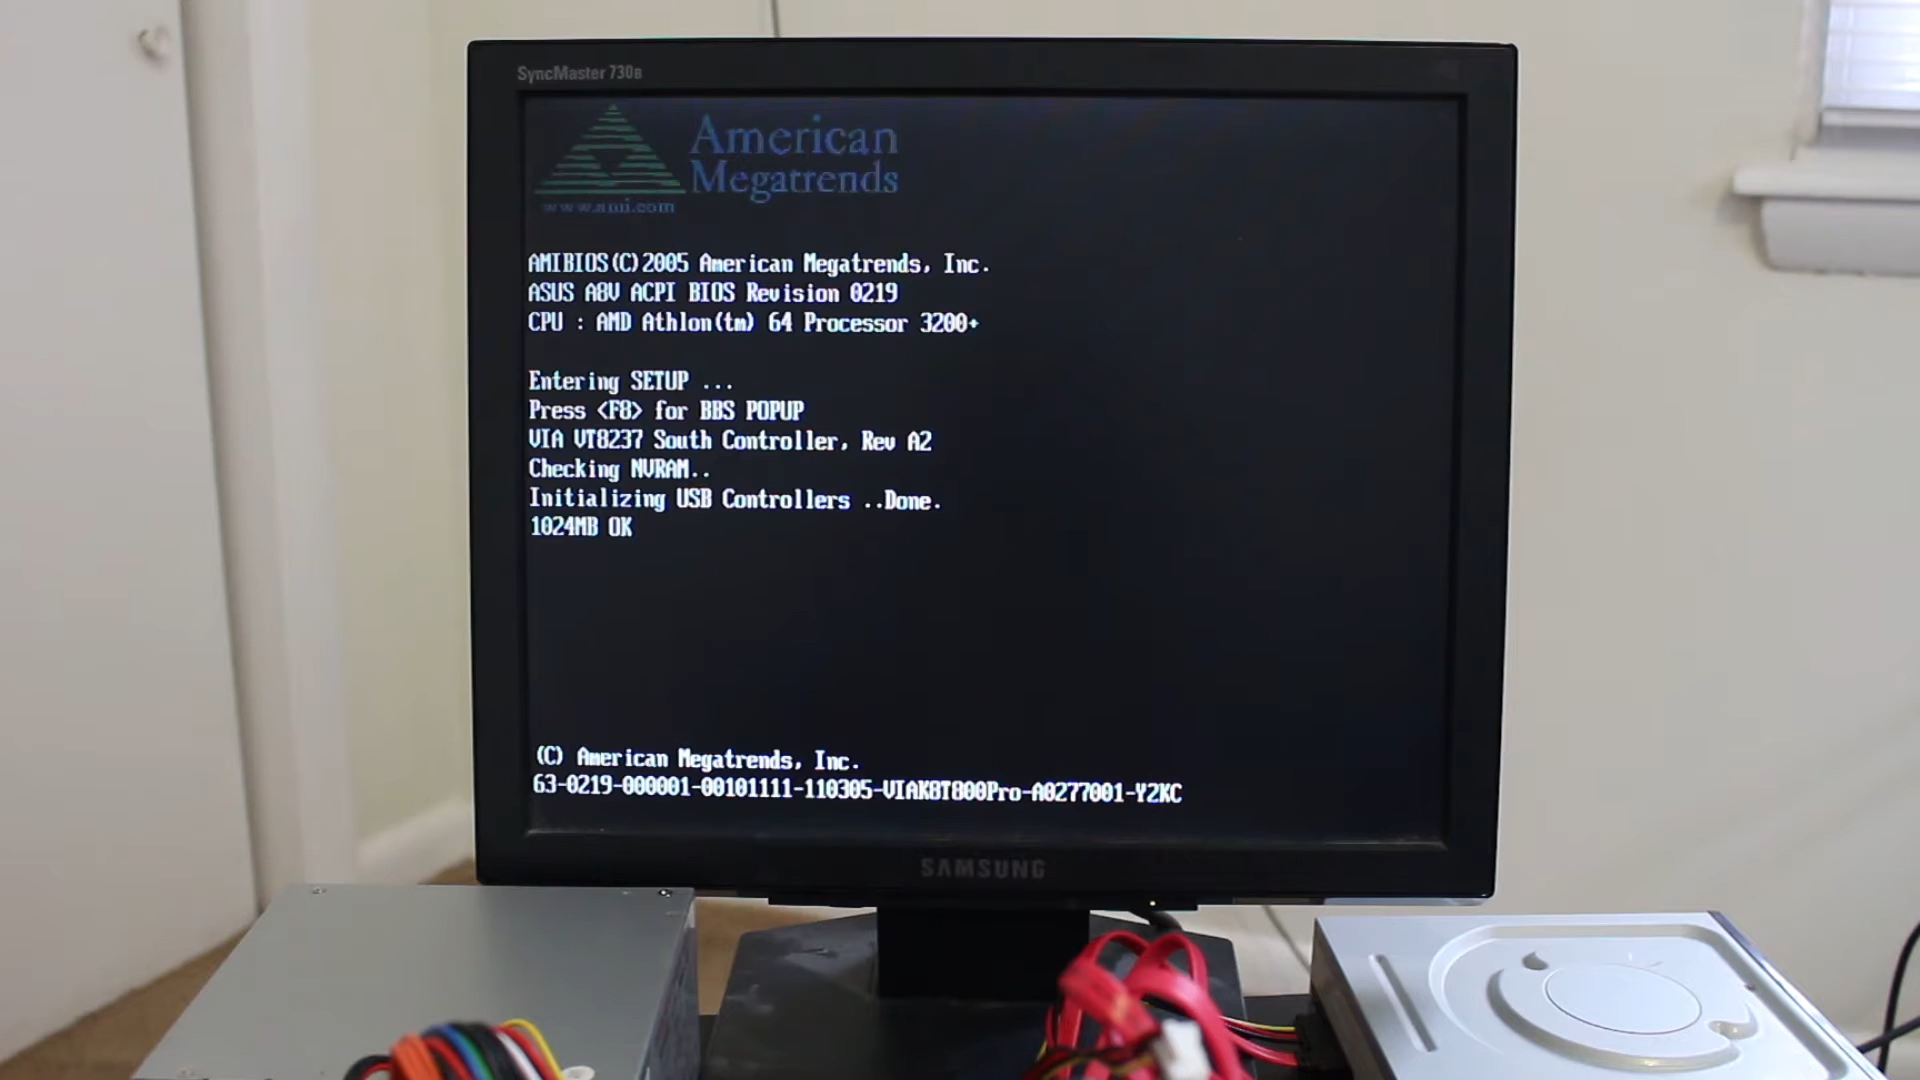 SyncMaster 730B
American
Megatrends
www.ami.com
AMIBIOS(C)2005 American Megatrends, Inc.
ASUS A8V ACPI BIOS Revision 0219
CPU : AMD Athlon(tm) 64 Processor 3200+
Entering SETUP ...
Press <F8> for BBS POPUP
VIA VT8237 South Controller, Rev A2
Checking NVRAM..
Initializing USB Controllers ..Done.
1024MB OK
(C) American Megatrends, Inc.
63-0219-000001-00101111-110305-VIAK8T800Pro-A0277001-Y2KC
SAMSUNG